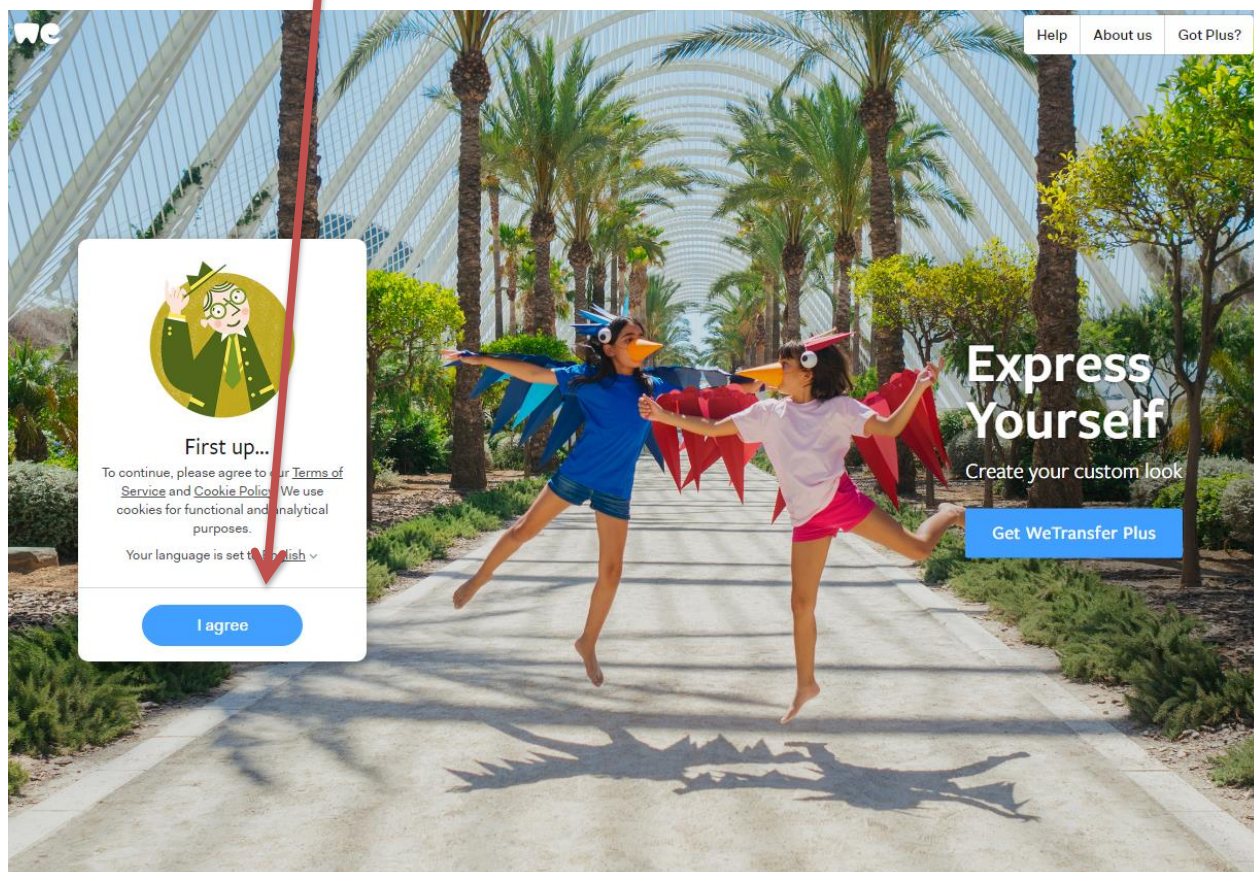 we
Help About us Got Plus?
Express
Yourself
Create your custom look
Get WeTransfer Plus
First up...
To continue, please agree to our Terms of
Service and Cookie Policy. We use
cookies for functional and analytical
purposes.
Your language is set to English
I agree